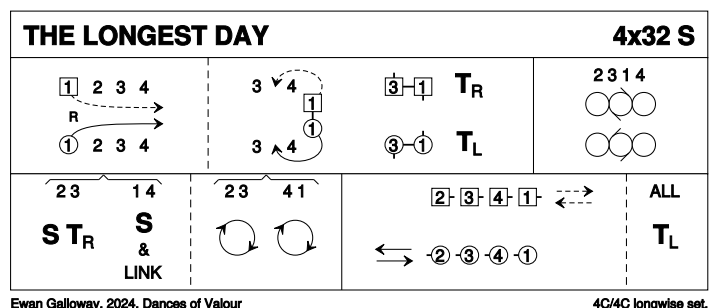 THE LONGEST DAY 4x32 S
1 2 3 4
R
1 2 3 4
3 4
1
1
3 4
3 1 TR
3 1 TL
2 3 1 4
2 3 1 4
S TR
S
&
LINK
2 3 4 1
2 3 4 1
2 3 4 1
ALL
TL
Ewan Galloway, 2024, Dances of Valour 4C/4C longwise set.